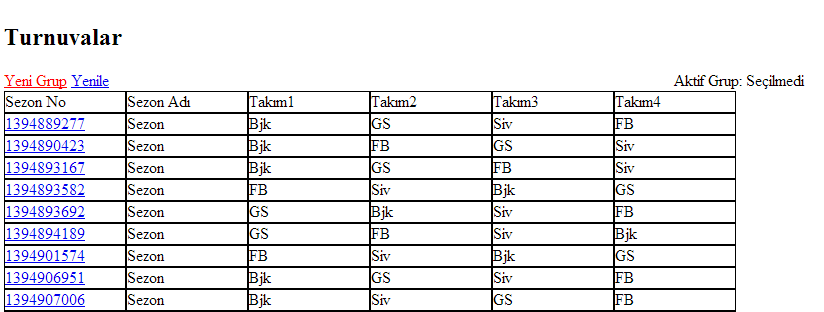 Turnuvalar
Yeni Grup Yenile Aktif Grup: Seçilmedi
Sezon No Sezon Adı Takım1 Takım2 Takım3 Takım4
1394889277 Sezon Bjk GS Siv FB
1394890423 Sezon Bjk FB GS Siv
1394893167 Sezon Bjk GS FB Siv
1394893582 Sezon FB Siv Bjk GS
1394893692 Sezon GS Bjk Siv FB
1394894189 Sezon GS FB Siv Bjk
1394901574 Sezon FB Siv Bjk GS
1394906951 Sezon Bjk GS Siv FB
1394907006 Sezon Bjk Siv GS FB